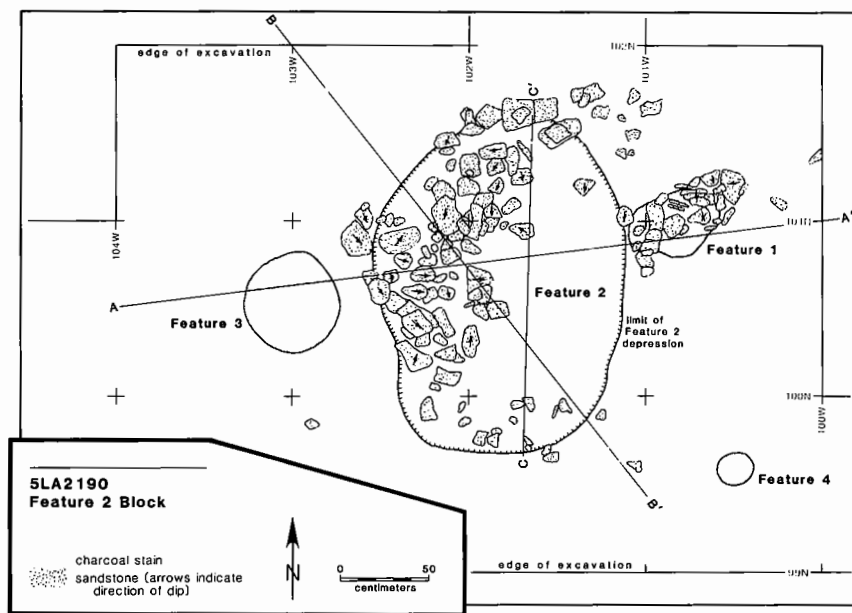 B
edge of excavation
103W
102W
102N
101W
C'
104W
101N
A'
Feature 1
A
Feature 3
Feature 2
limit of
Feature 2
depression
100N
100W
C
Feature 4
B'
5LA2190
Feature 2 Block
charcoal stain
sandstone (arrows indicate
direction of dip)
N
0 50
centimeters
edge of excavation
99N